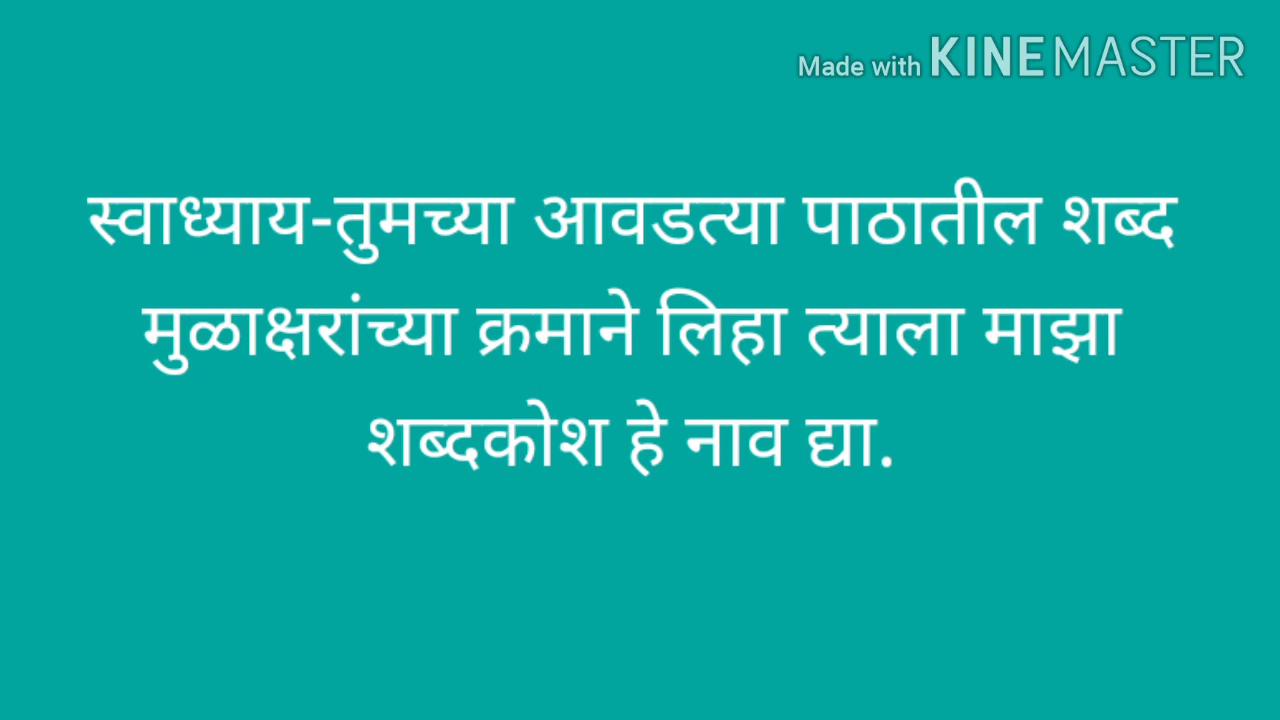 Made with KINEMASTER
स्वाध्याय-तुमच्या आवडत्या पाठातील शब्द
मुळाक्षरांच्या क्रमाने लिहा त्याला माझा
शब्दकोश हे नाव द्या.